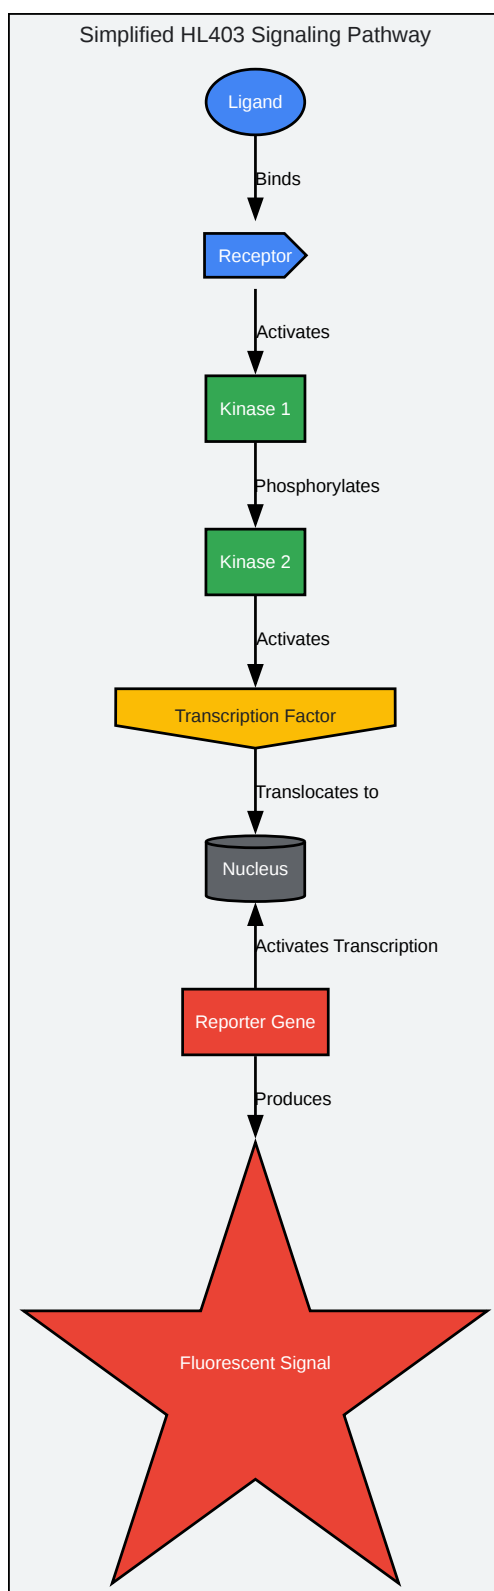 Simplified HL403 Signaling Pathway
Ligand
Binds
Receptor
Activates
Kinase 1
Phosphorylates
Kinase 2
Activates
Transcription Factor
Translocates to
Nucleus
Activates Transcription
Reporter Gene
Produces
Fluorescent Signal